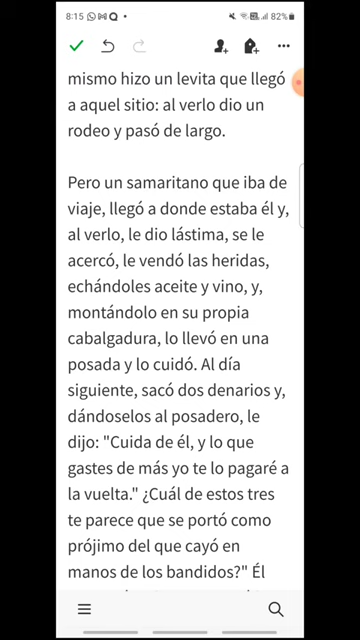 8:15
82%
mismo hizo un levita que llegó
a aquel sitio: al verlo dio un
rodeo y pasó de largo.
Pero un samaritano que iba de
viaje, llegó a donde estaba él y,
al verlo, le dio lástima, se le
acercó, le vendó las heridas,
echándoles aceite y vino, y,
montándolo en su propia
cabalgadura, lo llevó en una
posada y lo cuidó. Al día
siguiente, sacó dos denarios y,
dándoselos al posadero, le
dijo: "Cuida de él, y lo que
gastes de más yo te lo pagaré a
la vuelta." ¿Cuál de estos tres
te parece que se portó como
prójimo del que cayó en
manos de los bandidos?" Él